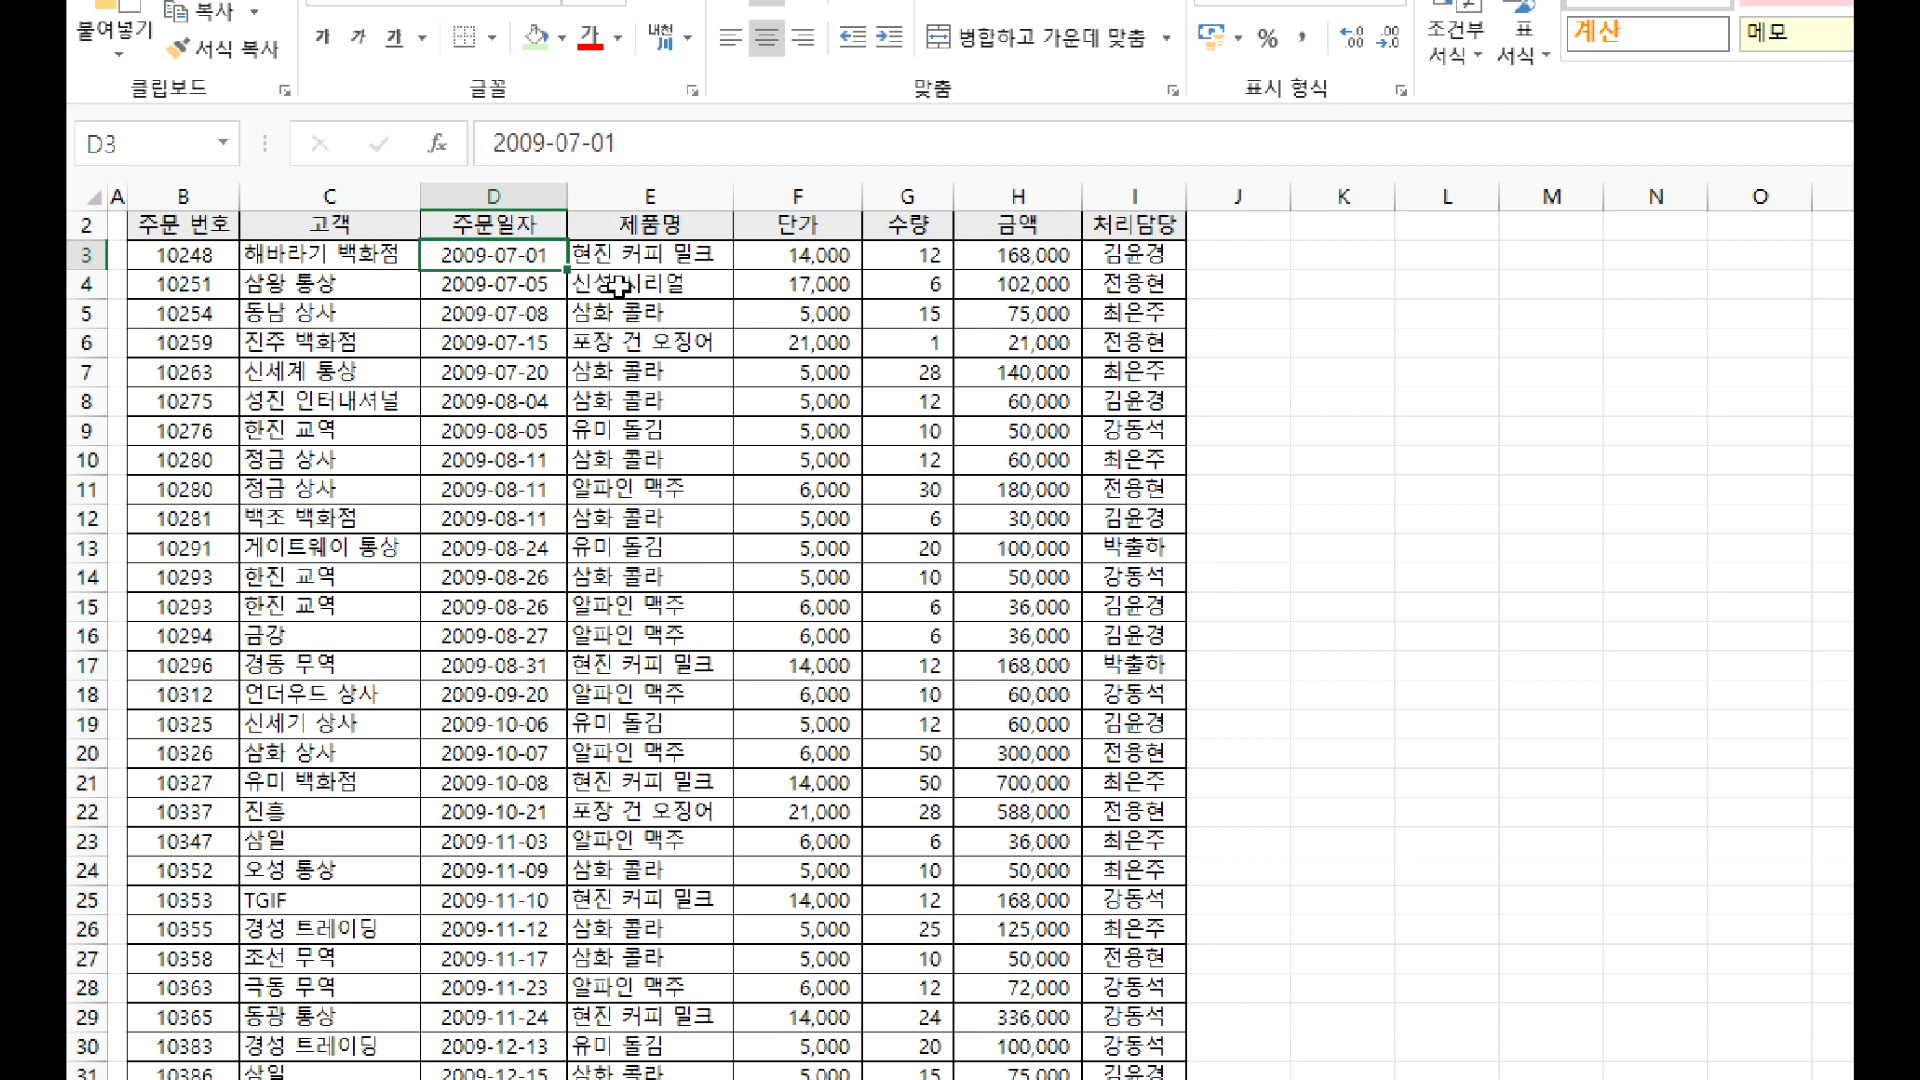 붙여넣기 복사
서식 복사
클립보드
가 가 가 가 내천
글꼴
병합하고 가운데 맞춤
맞춤
% , .00 .00
표시 형식
조건부 서식
표 서식
계산 메모
D3 fx 2009-07-01
A B C D E F G H I J K L M N O
2 주문 번호 고객 주문일자 제품명 단가 수량 금액 처리담당
3 10248 해바라기 백화점 2009-07-01 현진 커피 밀크 14,000 12 168,000 김윤경
4 10251 삼왕 통상 2009-07-05 신성 시리얼 17,000 6 102,000 전용현
5 10254 동남 상사 2009-07-08 삼화 콜라 5,000 15 75,000 최은주
6 10259 진주 백화점 2009-07-15 포장 건 오징어 21,000 1 21,000 전용현
7 10263 신세계 통상 2009-07-20 삼화 콜라 5,000 28 140,000 최은주
8 10275 성진 인터내셔널 2009-08-04 삼화 콜라 5,000 12 60,000 김윤경
9 10276 한진 교역 2009-08-05 유미 돌김 5,000 10 50,000 강동석
10 10280 정금 상사 2009-08-11 삼화 콜라 5,000 12 60,000 최은주
11 10280 정금 상사 2009-08-11 알파인 맥주 6,000 30 180,000 전용현
12 10281 백조 백화점 2009-08-11 삼화 콜라 5,000 6 30,000 김윤경
13 10291 게이트웨이 통상 2009-08-24 유미 돌김 5,000 20 100,000 박출하
14 10293 한진 교역 2009-08-26 삼화 콜라 5,000 10 50,000 강동석
15 10293 한진 교역 2009-08-26 알파인 맥주 6,000 6 36,000 김윤경
16 10294 금강 2009-08-27 알파인 맥주 6,000 6 36,000 김윤경
17 10296 경동 무역 2009-08-31 현진 커피 밀크 14,000 12 168,000 박출하
18 10312 언더우드 상사 2009-09-20 알파인 맥주 6,000 10 60,000 강동석
19 10325 신세기 상사 2009-10-06 유미 돌김 5,000 12 60,000 김윤경
20 10326 삼화 상사 2009-10-07 알파인 맥주 6,000 50 300,000 전용현
21 10327 유미 백화점 2009-10-08 현진 커피 밀크 14,000 50 700,000 최은주
22 10337 진흥 2009-10-21 포장 건 오징어 21,000 28 588,000 전용현
23 10347 삼일 2009-11-03 알파인 맥주 6,000 6 36,000 최은주
24 10352 오성 통상 2009-11-09 삼화 콜라 5,000 10 50,000 최은주
25 10353 TGIF 2009-11-10 현진 커피 밀크 14,000 12 168,000 강동석
26 10355 경성 트레이딩 2009-11-12 삼화 콜라 5,000 25 125,000 최은주
27 10358 조선 무역 2009-11-17 삼화 콜라 5,000 10 50,000 전용현
28 10363 극동 무역 2009-11-23 알파인 맥주 6,000 12 72,000 강동석
29 10365 동광 통상 2009-11-24 현진 커피 밀크 14,000 24 336,000 강동석
30 10383 경성 트레이딩 2009-12-13 유미 돌김 5,000 20 100,000 강동석
31 10386 삼일 2009-12-15 삼화 콜라 5,000 15 75,000 김윤경